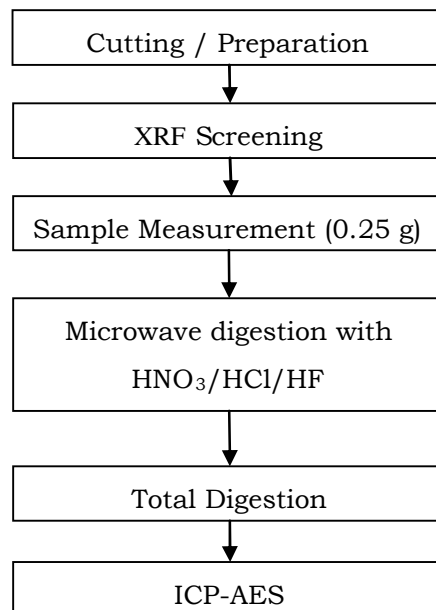 Cutting / Preparation
XRF Screening
Sample Measurement (0.25 g)
Microwave digestion with
HNO₃/HCl/HF
Total Digestion
ICP-AES